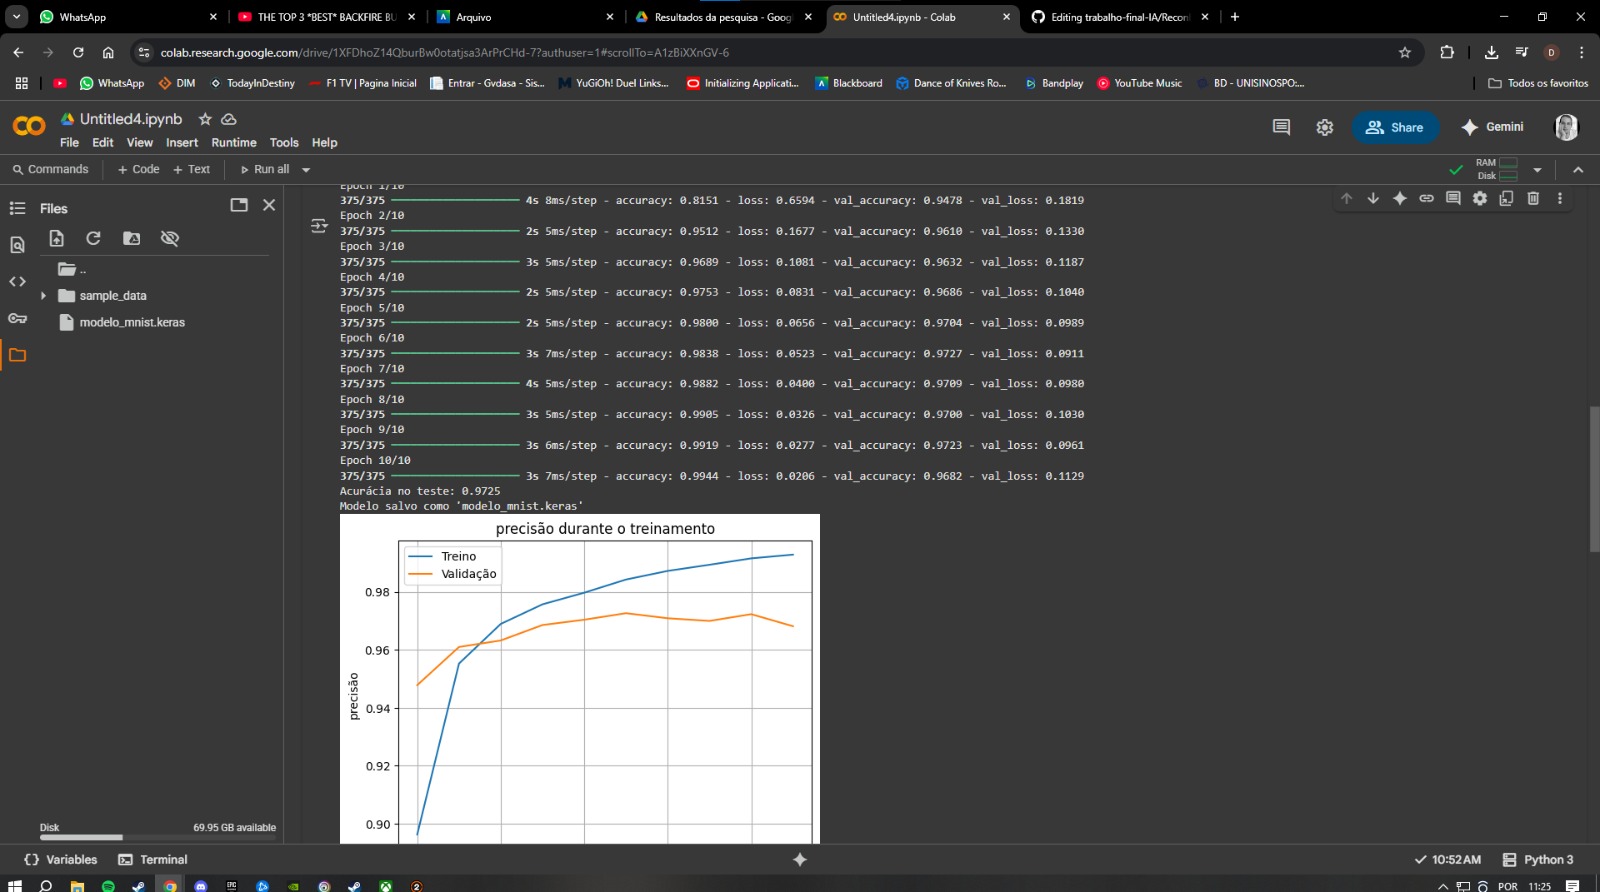 WhatsApp
THE TOP 3 *BEST* BACKFIRE BU
Arquivo
Resultados da pesquisa - Goog
Untitled4.ipynb - Colab
Editing trabalho-final-IA/Recon
colab.research.google.com/drive/1XFDhoZ14QburBw0otatjsa3ArPrCHd-7?authuser=1#scrollTo=A1zBiXXnGV-6
D
WhatsApp
DIM
TodayInDestiny
F1 TV | Pagina Inicial
Entrar - Gvdasa - Sis...
YuGiOh! Duel Links...
Initializing Applicati...
Blackboard
Dance of Knives Ro...
Bandplay
YouTube Music
BD - UNISINOSPO:...
Todos os favoritos
Untitled4.ipynb
File Edit View Insert Runtime Tools Help
Share
Gemini
Commands
+ Code + Text
Run all
RAM
Disk
Files
..
sample_data
modelo_mnist.keras
Disk 69.95 GB available
Epoch 1/10
375/375 4s 8ms/step - accuracy: 0.8151 - loss: 0.6594 - val_accuracy: 0.9478 - val_loss: 0.1819
Epoch 2/10
375/375 2s 5ms/step - accuracy: 0.9512 - loss: 0.1677 - val_accuracy: 0.9610 - val_loss: 0.1330
Epoch 3/10
375/375 3s 5ms/step - accuracy: 0.9689 - loss: 0.1081 - val_accuracy: 0.9632 - val_loss: 0.1187
Epoch 4/10
375/375 2s 5ms/step - accuracy: 0.9753 - loss: 0.0831 - val_accuracy: 0.9686 - val_loss: 0.1040
Epoch 5/10
375/375 2s 5ms/step - accuracy: 0.9800 - loss: 0.0656 - val_accuracy: 0.9704 - val_loss: 0.0989
Epoch 6/10
375/375 3s 7ms/step - accuracy: 0.9838 - loss: 0.0523 - val_accuracy: 0.9727 - val_loss: 0.0911
Epoch 7/10
375/375 4s 5ms/step - accuracy: 0.9882 - loss: 0.0400 - val_accuracy: 0.9709 - val_loss: 0.0980
Epoch 8/10
375/375 3s 5ms/step - accuracy: 0.9905 - loss: 0.0326 - val_accuracy: 0.9700 - val_loss: 0.1030
Epoch 9/10
375/375 3s 6ms/step - accuracy: 0.9919 - loss: 0.0277 - val_accuracy: 0.9723 - val_loss: 0.0961
Epoch 10/10
375/375 3s 7ms/step - accuracy: 0.9944 - loss: 0.0206 - val_accuracy: 0.9682 - val_loss: 0.1129
Acurácia no teste: 0.9725
Modelo salvo como 'modelo_mnist.keras'
precisão durante o treinamento
Treino
Validação
0.98
0.96
0.94
0.92
0.90
precisão
Variables
Terminal
10:52AM
Python 3
POR
11:25